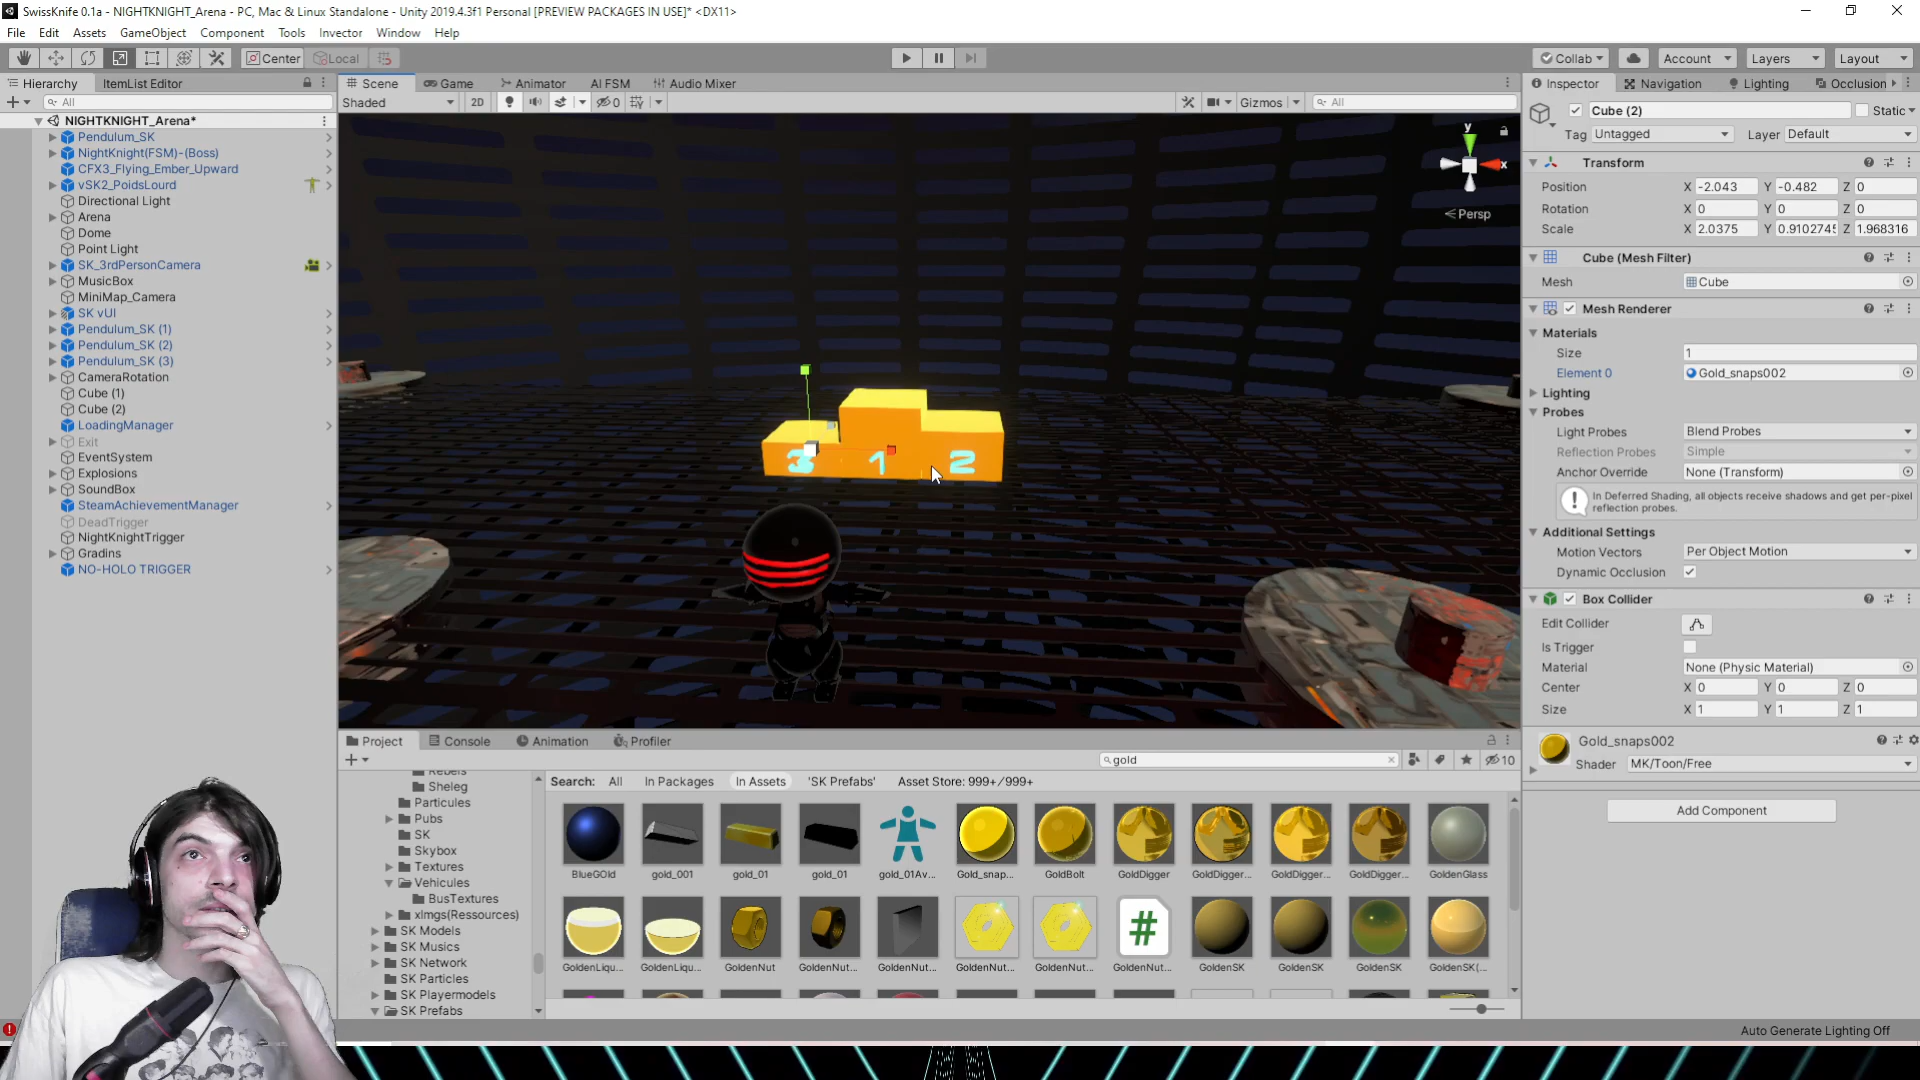 SwissKnife 0.1a - NIGHTKNIGHT_Arena - PC, Mac & Linux Standalone - Unity 2019.4.3f1 Personal [PREVIEW PACKAGES IN USE]* <DX11>
File Edit Assets GameObject Component Tools Invector Window Help
Center Local Collab Account Layers Layout
Hierarchy ItemList Editor
All
NIGHTKNIGHT_Arena*
Pendulum_SK
NightKnight(FSM)-(Boss)
CFX3_Flying_Ember_Upward
vSK2_PoidsLourd
Directional Light
Arena
Dome
Point Light
SK_3rdPersonCamera
MusicBox
MiniMap_Camera
SK vUI
Pendulum_SK (1)
Pendulum_SK (2)
Pendulum_SK (3)
CameraRotation
Cube (1)
Cube (2)
LoadingManager
Exit
EventSystem
Explosions
SoundBox
SteamAchievementManager
DeadTrigger
NightKnightTrigger
Gradins
NO-HOLO TRIGGER
Scene Game Animator AI FSM Audio Mixer
Shaded 2D 0 Gizmos All
y
x
Persp
3 1 2
Inspector Navigation Lighting Occlusion
Cube (2) Static
Tag Untagged Layer Default
Transform
Position X -2.043 Y -0.482 Z 0
Rotation X 0 Y 0 Z 0
Scale X 2.0375 Y 0.9102745 Z 1.968316
Cube (Mesh Filter)
Mesh Cube
Mesh Renderer
Materials
Size 1
Element 0 Gold_snaps002
Lighting
Probes
Light Probes Blend Probes
Reflection Probes Simple
Anchor Override None (Transform)
In Deferred Shading, all objects receive shadows and get per-pixel
reflection probes.
Additional Settings
Motion Vectors Per Object Motion
Dynamic Occlusion
Box Collider
Edit Collider
Is Trigger
Material None (Physic Material)
Center X 0 Y 0 Z 0
Size X 1 Y 1 Z 1
Gold_snaps002
Shader MK/Toon/Free
Add Component
Project Console Animation Profiler
gold 10
Search: All In Packages In Assets 'SK Prefabs' Asset Store: 999+/999+
Rebels
Sheleg
Particules
Pubs
SK
Skybox
Textures
Vehicules
BusTextures
xImgs(Ressources)
SK Models
SK Musics
SK Network
SK Particles
SK Playermodels
SK Prefabs
BlueGOld gold_001 gold_01 gold_01 gold_01Av... Gold_snap... GoldBolt GoldDigger GoldDigger... GoldDigger... GoldDigger... GoldenGlass
GoldenLiqu... GoldenLiqu... GoldenNut GoldenNut... GoldenNut... GoldenNut... GoldenNut... GoldenNut... GoldenSK GoldenSK GoldenSK GoldenSK(...
Auto Generate Lighting Off